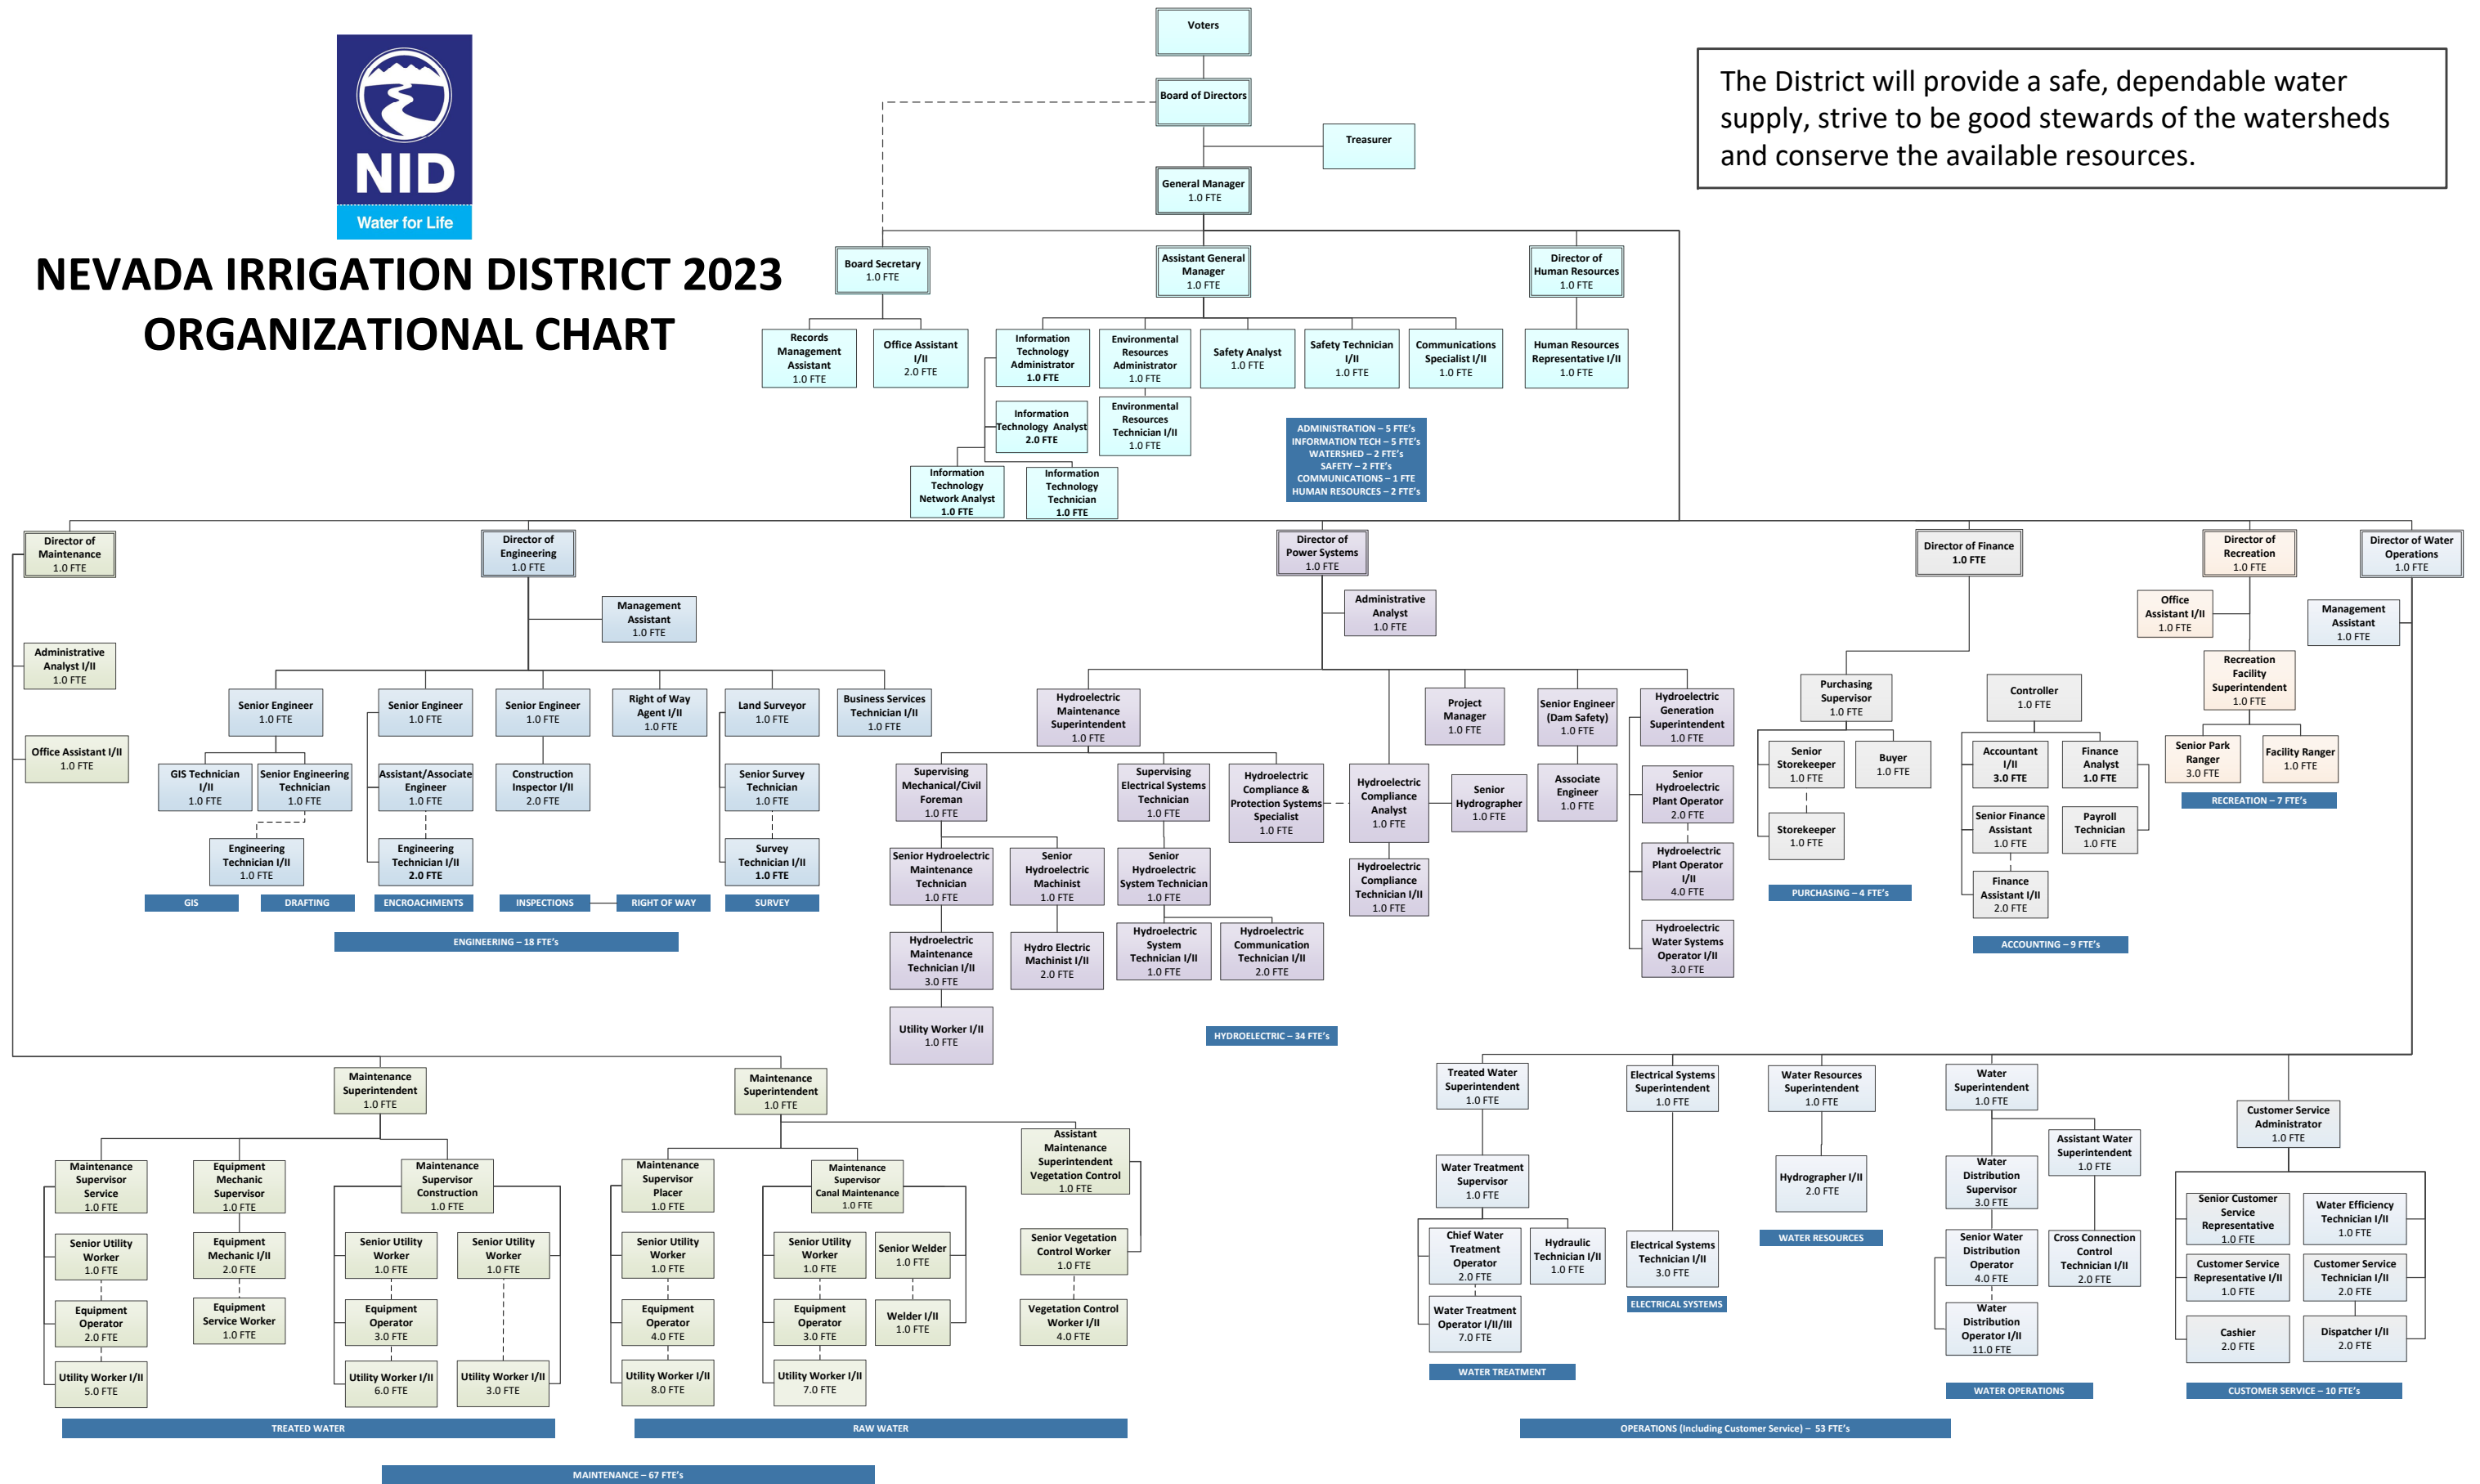 Voters
Board of Directors
Treasurer
General Manager
1.0 FTE
The District will provide a safe, dependable water
supply, strive to be good stewards of the watersheds
and conserve the available resources.
NID
Water for Life
NEVADA IRRIGATION DISTRICT 2023
ORGANIZATIONAL CHART
Board Secretary
1.0 FTE
Assistant General
Manager
1.0 FTE
Director of
Human Resources
1.0 FTE
Records
Management
Assistant
1.0 FTE
Office Assistant
I/II
2.0 FTE
Information
Technology
Administrator
1.0 FTE
Environmental
Resources
Administrator
1.0 FTE
Safety Analyst
1.0 FTE
Safety Technician
I/II
1.0 FTE
Communications
Specialist I/II
1.0 FTE
Human Resources
Representative I/II
1.0 FTE
Information
Technology Analyst
2.0 FTE
Environmental
Resources
Technician I/II
1.0 FTE
Information
Technology
Network Analyst
1.0 FTE
Information
Technology
Technician
1.0 FTE
ADMINISTRATION – 5 FTE's
INFORMATION TECH – 5 FTE's
WATERSHED – 2 FTE's
SAFETY – 2 FTE's
COMMUNICATIONS – 1 FTE
HUMAN RESOURCES – 2 FTE's
Director of
Maintenance
1.0 FTE
Director of
Engineering
1.0 FTE
Director of
Power Systems
1.0 FTE
Director of Finance
1.0 FTE
Director of
Recreation
1.0 FTE
Director of Water
Operations
1.0 FTE
Administrative
Analyst I/II
1.0 FTE
Office Assistant I/II
1.0 FTE
Management
Assistant
1.0 FTE
Senior Engineer
1.0 FTE
Senior Engineer
1.0 FTE
Senior Engineer
1.0 FTE
Right of Way
Agent I/II
1.0 FTE
Land Surveyor
1.0 FTE
Business Services
Technician I/II
1.0 FTE
GIS Technician
I/II
1.0 FTE
Senior Engineering
Technician
1.0 FTE
Assistant/Associate
Engineer
1.0 FTE
Construction
Inspector I/II
2.0 FTE
Senior Survey
Technician
1.0 FTE
Engineering
Technician I/II
1.0 FTE
Engineering
Technician I/II
2.0 FTE
Survey
Technician I/II
1.0 FTE
GIS
DRAFTING
ENCROACHMENTS
INSPECTIONS
RIGHT OF WAY
SURVEY
ENGINEERING – 18 FTE's
Administrative
Analyst
1.0 FTE
Hydroelectric
Maintenance
Superintendent
1.0 FTE
Project
Manager
1.0 FTE
Senior Engineer
(Dam Safety)
1.0 FTE
Hydroelectric
Generation
Superintendent
1.0 FTE
Supervising
Mechanical/Civil
Foreman
1.0 FTE
Supervising
Electrical Systems
Technician
1.0 FTE
Hydroelectric
Compliance &
Protection Systems
Specialist
1.0 FTE
Hydroelectric
Compliance
Analyst
1.0 FTE
Senior
Hydrographer
1.0 FTE
Associate
Engineer
1.0 FTE
Senior
Hydroelectric
Plant Operator
2.0 FTE
Senior Hydroelectric
Maintenance
Technician
1.0 FTE
Senior
Hydroelectric
Machinist
1.0 FTE
Senior
Hydroelectric
System Technician
1.0 FTE
Hydroelectric
Compliance
Technician I/II
1.0 FTE
Hydroelectric
Plant Operator
I/II
4.0 FTE
Hydroelectric
Maintenance
Technician I/II
3.0 FTE
Hydro Electric
Machinist I/II
2.0 FTE
Hydroelectric
System
Technician I/II
1.0 FTE
Hydroelectric
Communication
Technician I/II
2.0 FTE
Hydroelectric
Water Systems
Operator I/II
3.0 FTE
Utility Worker I/II
1.0 FTE
HYDROELECTRIC – 34 FTE's
Purchasing
Supervisor
1.0 FTE
Controller
1.0 FTE
Senior
Storekeeper
1.0 FTE
Buyer
1.0 FTE
Accountant
I/II
3.0 FTE
Finance
Analyst
1.0 FTE
Storekeeper
1.0 FTE
Senior Finance
Assistant
1.0 FTE
Payroll
Technician
1.0 FTE
Finance
Assistant I/II
2.0 FTE
PURCHASING – 4 FTE's
ACCOUNTING – 9 FTE's
Office
Assistant I/II
1.0 FTE
Recreation
Facility
Superintendent
1.0 FTE
Senior Park
Ranger
3.0 FTE
Facility Ranger
1.0 FTE
RECREATION – 7 FTE's
Management
Assistant
1.0 FTE
Maintenance
Superintendent
1.0 FTE
Maintenance
Superintendent
1.0 FTE
Maintenance
Supervisor
Service
1.0 FTE
Equipment
Mechanic
Supervisor
1.0 FTE
Maintenance
Supervisor
Construction
1.0 FTE
Senior Utility
Worker
1.0 FTE
Equipment
Mechanic I/II
2.0 FTE
Senior Utility
Worker
1.0 FTE
Senior Utility
Worker
1.0 FTE
Equipment
Operator
2.0 FTE
Equipment
Service Worker
1.0 FTE
Equipment
Operator
3.0 FTE
Utility Worker I/II
5.0 FTE
Utility Worker I/II
6.0 FTE
Utility Worker I/II
3.0 FTE
TREATED WATER
Maintenance
Supervisor
Placer
1.0 FTE
Maintenance
Supervisor
Canal Maintenance
1.0 FTE
Assistant
Maintenance
Superintendent
Vegetation Control
1.0 FTE
Senior Utility
Worker
1.0 FTE
Senior Utility
Worker
1.0 FTE
Senior Welder
1.0 FTE
Senior Vegetation
Control Worker
1.0 FTE
Equipment
Operator
4.0 FTE
Equipment
Operator
3.0 FTE
Welder I/II
1.0 FTE
Vegetation Control
Worker I/II
4.0 FTE
Utility Worker I/II
8.0 FTE
Utility Worker I/II
7.0 FTE
RAW WATER
MAINTENANCE – 67 FTE's
Treated Water
Superintendent
1.0 FTE
Electrical Systems
Superintendent
1.0 FTE
Water Resources
Superintendent
1.0 FTE
Water
Superintendent
1.0 FTE
Customer Service
Administrator
1.0 FTE
Water Treatment
Supervisor
1.0 FTE
Hydrographer I/II
2.0 FTE
Water
Distribution
Supervisor
3.0 FTE
Assistant Water
Superintendent
1.0 FTE
Chief Water
Treatment
Operator
2.0 FTE
Hydraulic
Technician I/II
1.0 FTE
Electrical Systems
Technician I/II
3.0 FTE
WATER RESOURCES
Senior Water
Distribution
Operator
4.0 FTE
Cross Connection
Control
Technician I/II
2.0 FTE
Senior Customer
Service
Representative
1.0 FTE
Water Efficiency
Technician I/II
1.0 FTE
Customer Service
Representative I/II
1.0 FTE
Customer Service
Technician I/II
2.0 FTE
Water Treatment
Operator I/II/III
7.0 FTE
ELECTRICAL SYSTEMS
Water
Distribution
Operator I/II
11.0 FTE
Cashier
2.0 FTE
Dispatcher I/II
2.0 FTE
WATER TREATMENT
WATER OPERATIONS
CUSTOMER SERVICE – 10 FTE's
OPERATIONS (Including Customer Service) – 53 FTE's